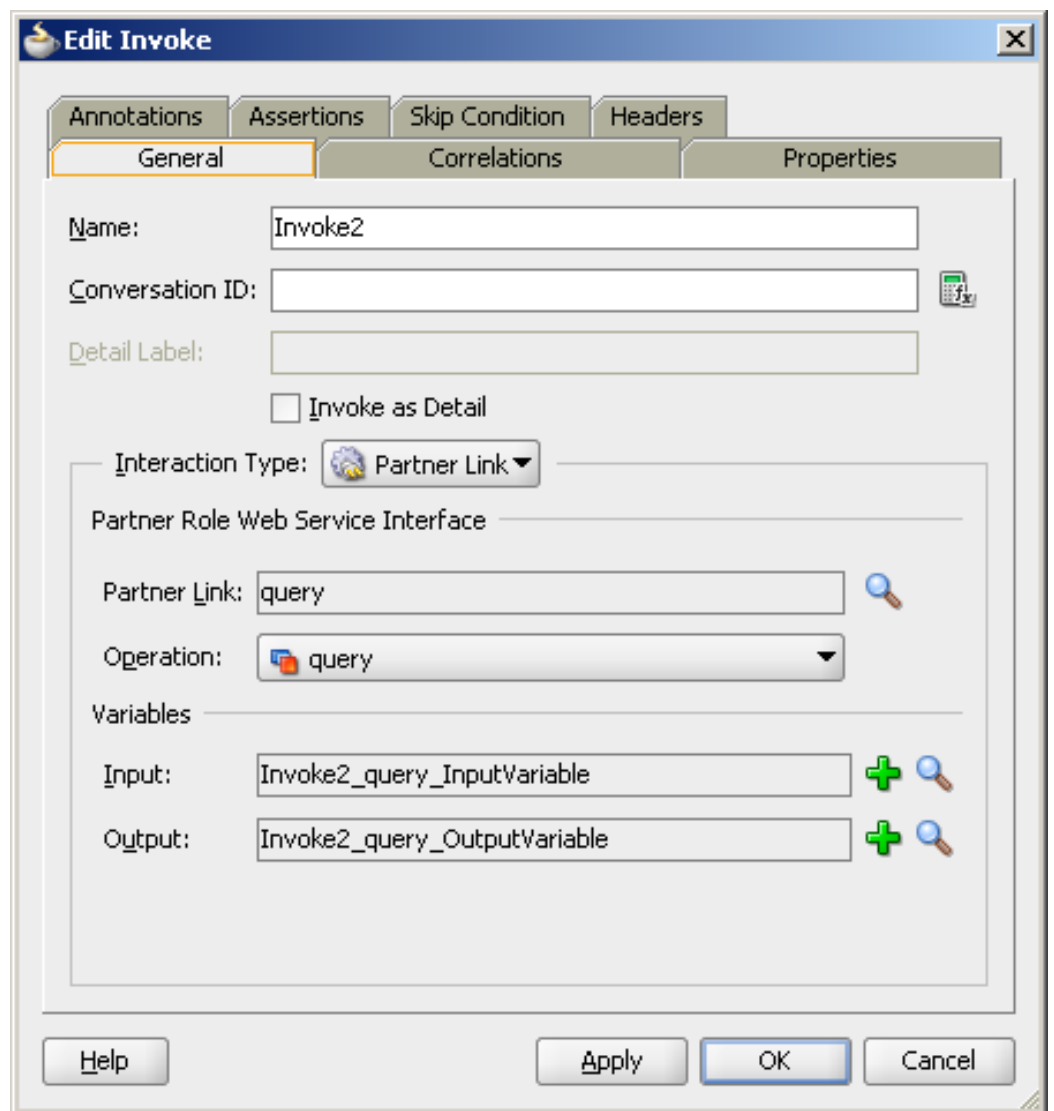 Edit Invoke
Annotations Assertions Skip Condition Headers
General Correlations Properties
Name: Invoke2
Conversation ID:
Detail Label:
Invoke as Detail
Interaction Type: Partner Link
Partner Role Web Service Interface
Partner Link: query
Operation: query
Variables
Input: Invoke2_query_InputVariable
Output: Invoke2_query_OutputVariable
Help Apply OK Cancel